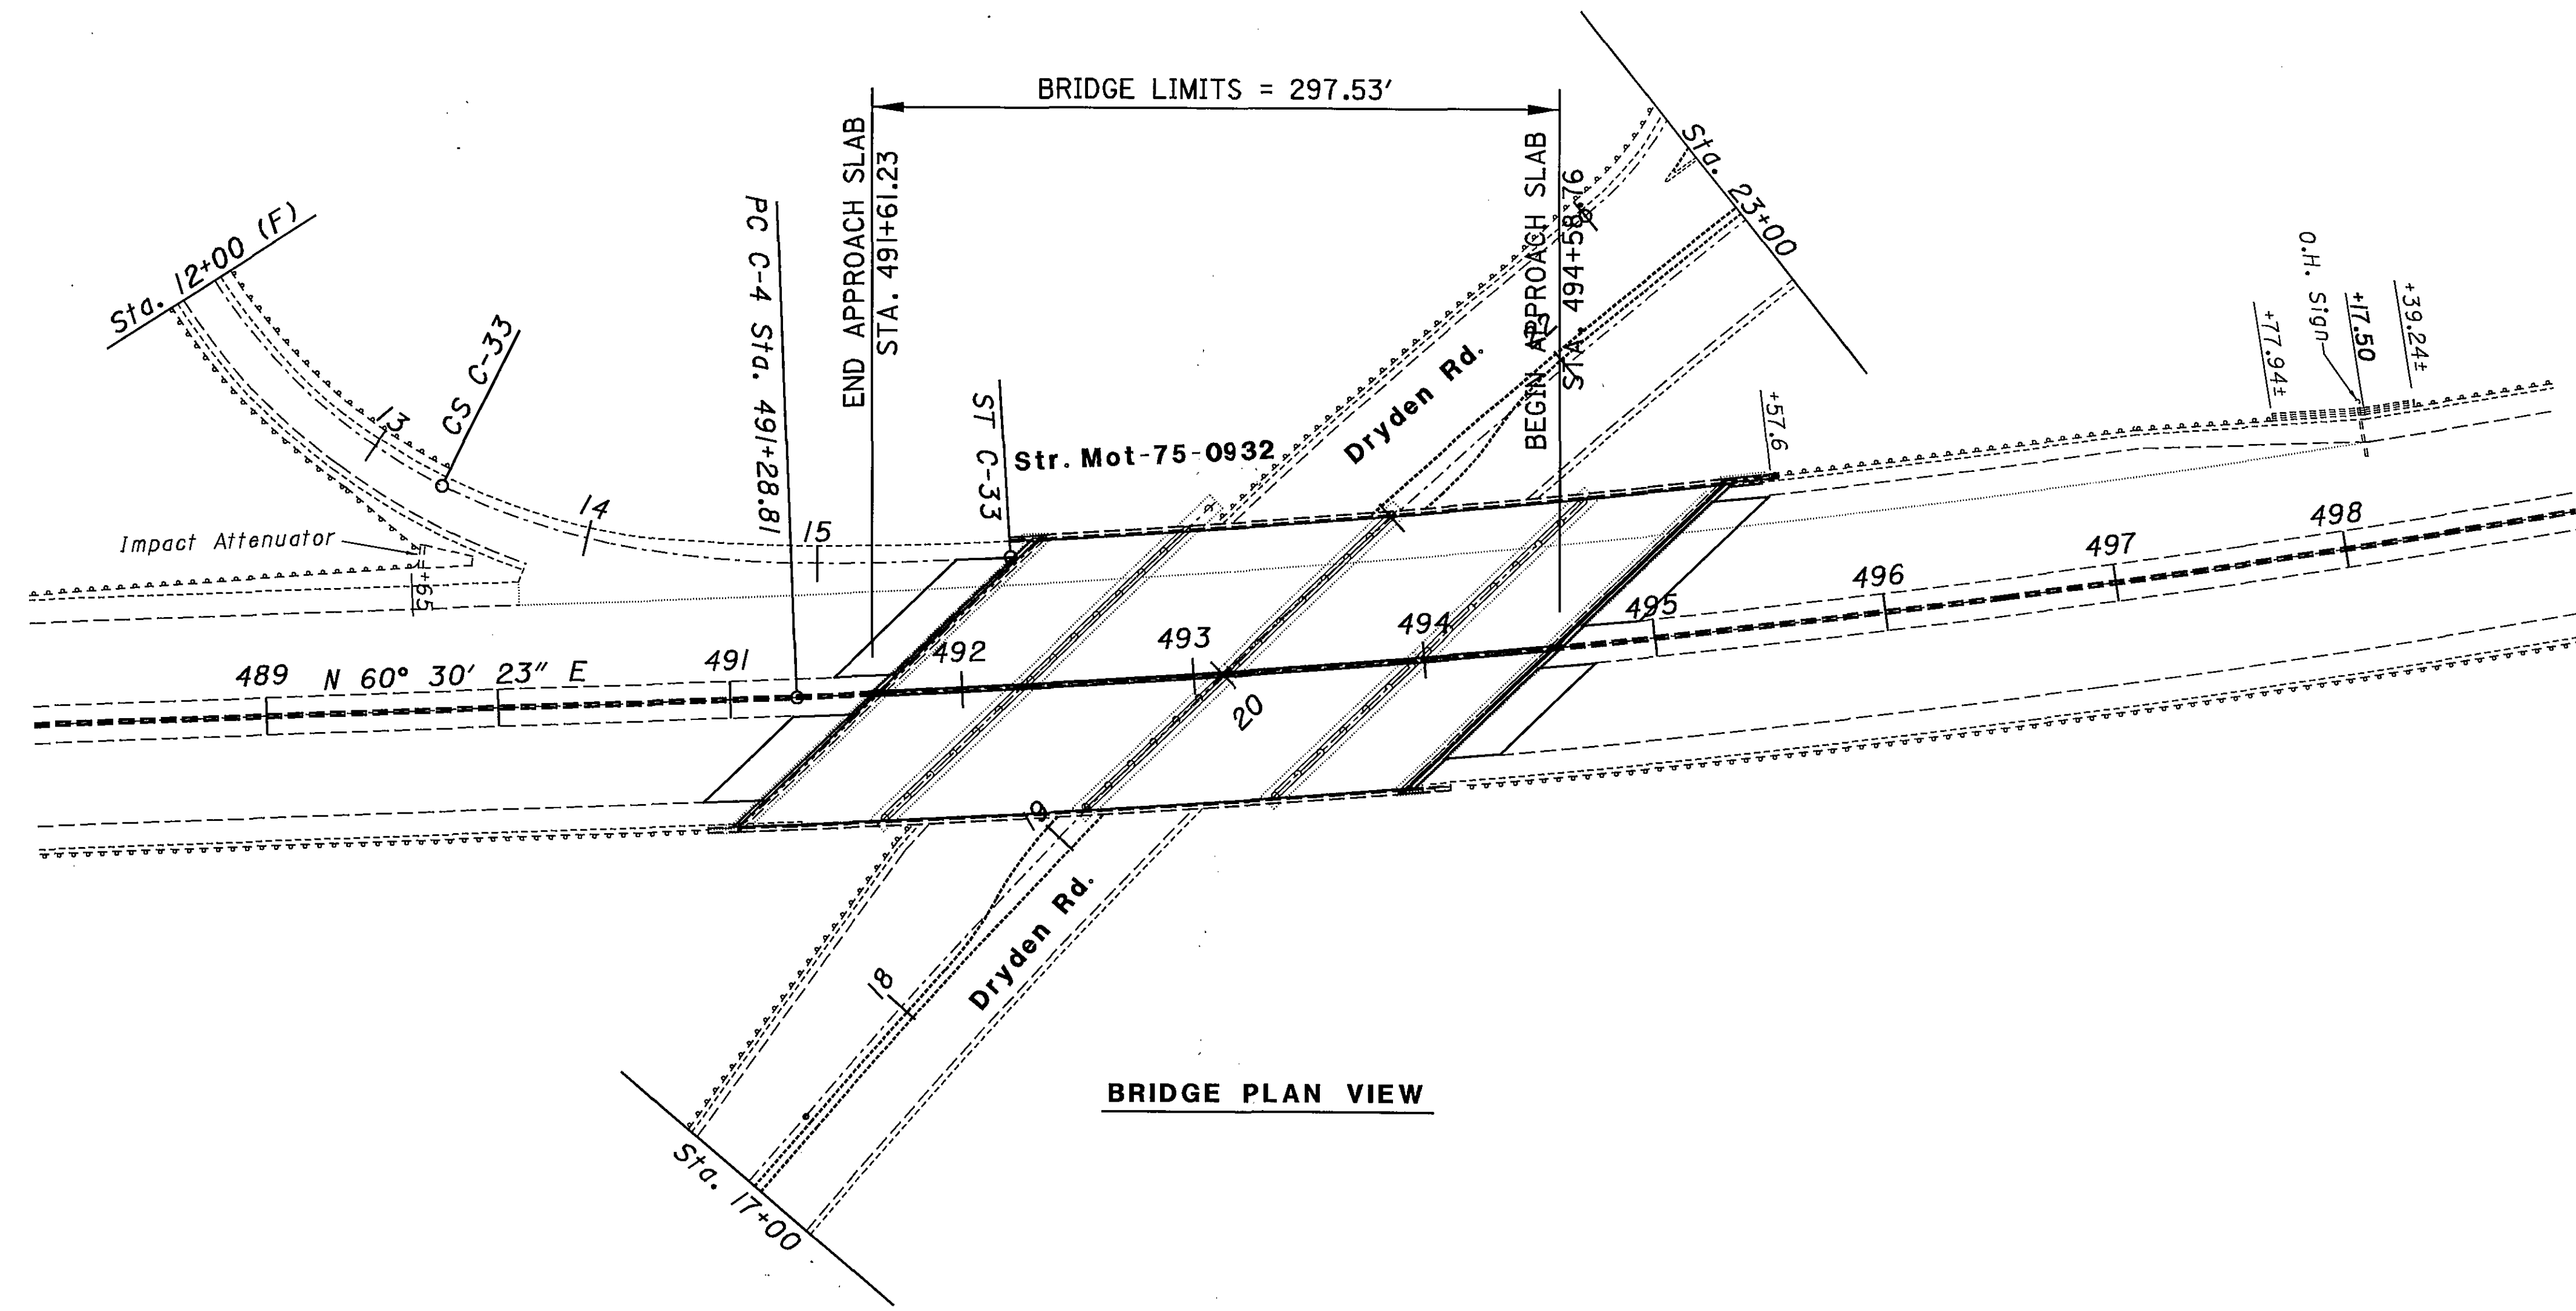 BRIDGE LIMITS = 297.53'
END APPROACH SLAB
STA. 491+61.23
BEGIN APPROACH SLAB
STA. 494+58.76
PC C-4 Sta. 491+28.81
ST C-33
Sta. 12+00 (F)
CS C-33
13
14
15
Str. Mot-75-0932
Dryden Rd.
Sta. 23+00
O.H. Sign
+77.94±
+17.50
+39.24±
+57.6
Impact Attenuator
+65
489
N 60° 30' 23" E
491
492
493
494
495
496
497
498
20
19
18
Dryden Rd.
Sta. 17+00
BRIDGE PLAN VIEW